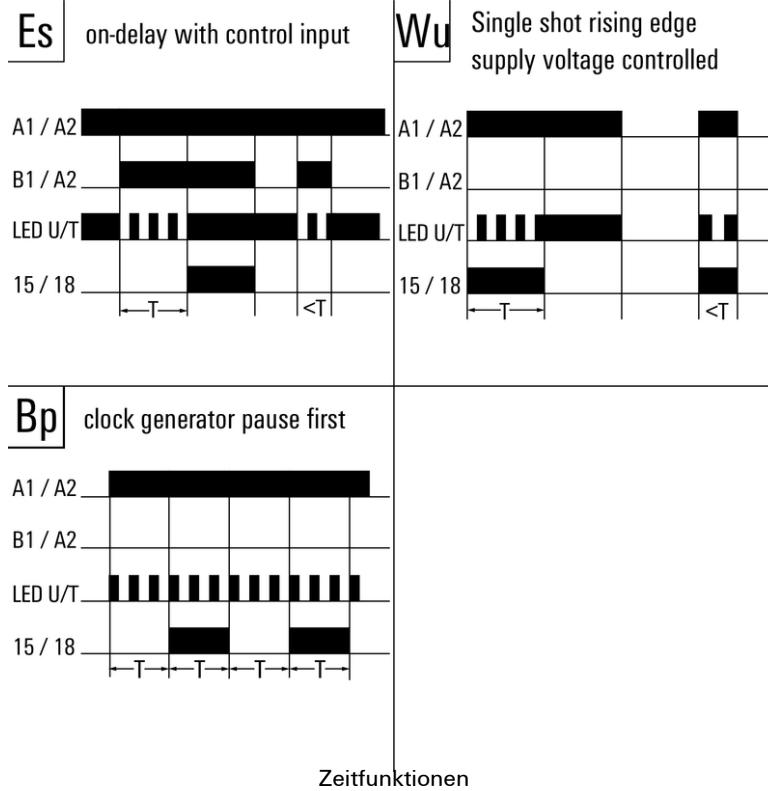 Es on-delay with control input
A1 / A2
B1 / A2
LED U/T
15 / 18
T <T
Wu Single shot rising edge
supply voltage controlled
A1 / A2
B1 / A2
LED U/T
15 / 18
T <T
Bp clock generator pause first
A1 / A2
B1 / A2
LED U/T
15 / 18
T T T T
Zeitfunktionen